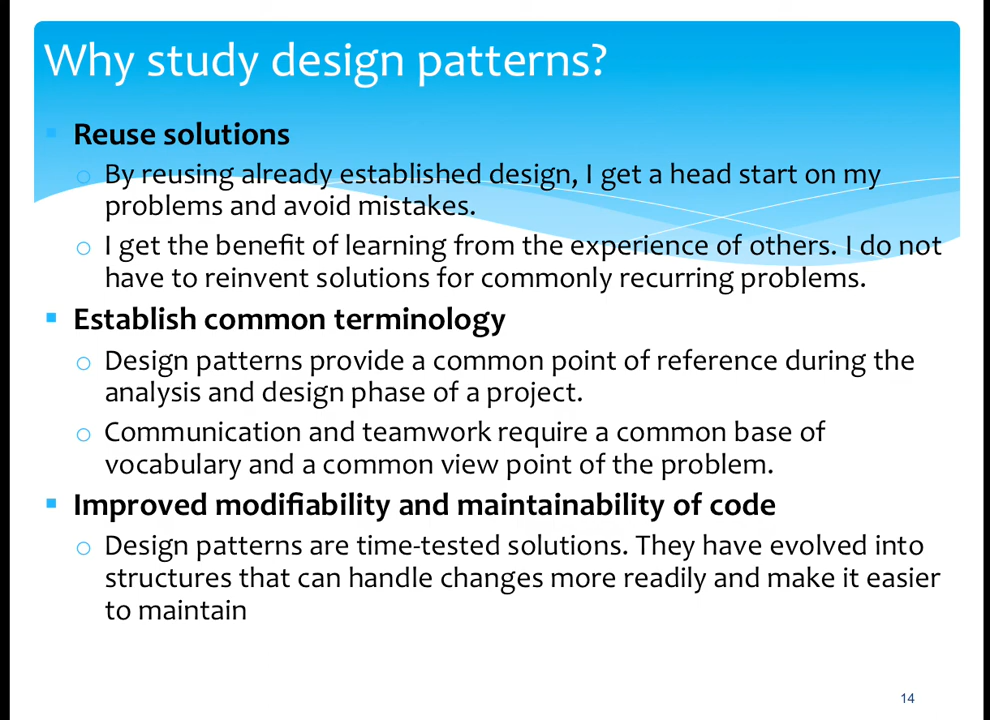 Why study design patterns?
Reuse solutions
By reusing already established design, I get a head start on my
problems and avoid mistakes.
I get the benefit of learning from the experience of others. I do not
have to reinvent solutions for commonly recurring problems.
Establish common terminology
Design patterns provide a common point of reference during the
analysis and design phase of a project.
Communication and teamwork require a common base of
vocabulary and a common view point of the problem.
Improved modifiability and maintainability of code
Design patterns are time-tested solutions. They have evolved into
structures that can handle changes more readily and make it easier
to maintain
14